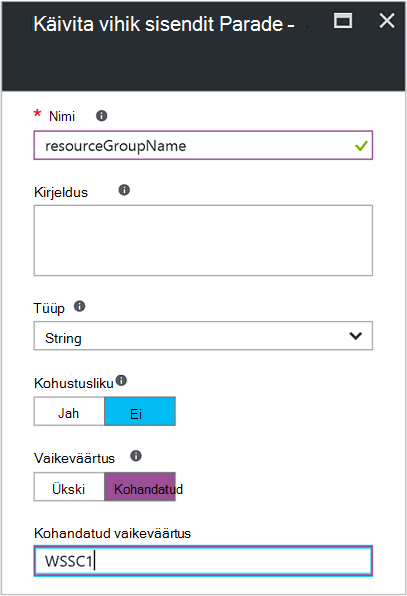 Käivita vihik sisendit Parade –
* Nimi
resourceGroupName
Kirjeldus
Tüüp
String
Kohustusliku
Jah Ei
Vaikeväärtus
Ükski Kohandatud
Kohandatud vaikeväärtus
WSSC1